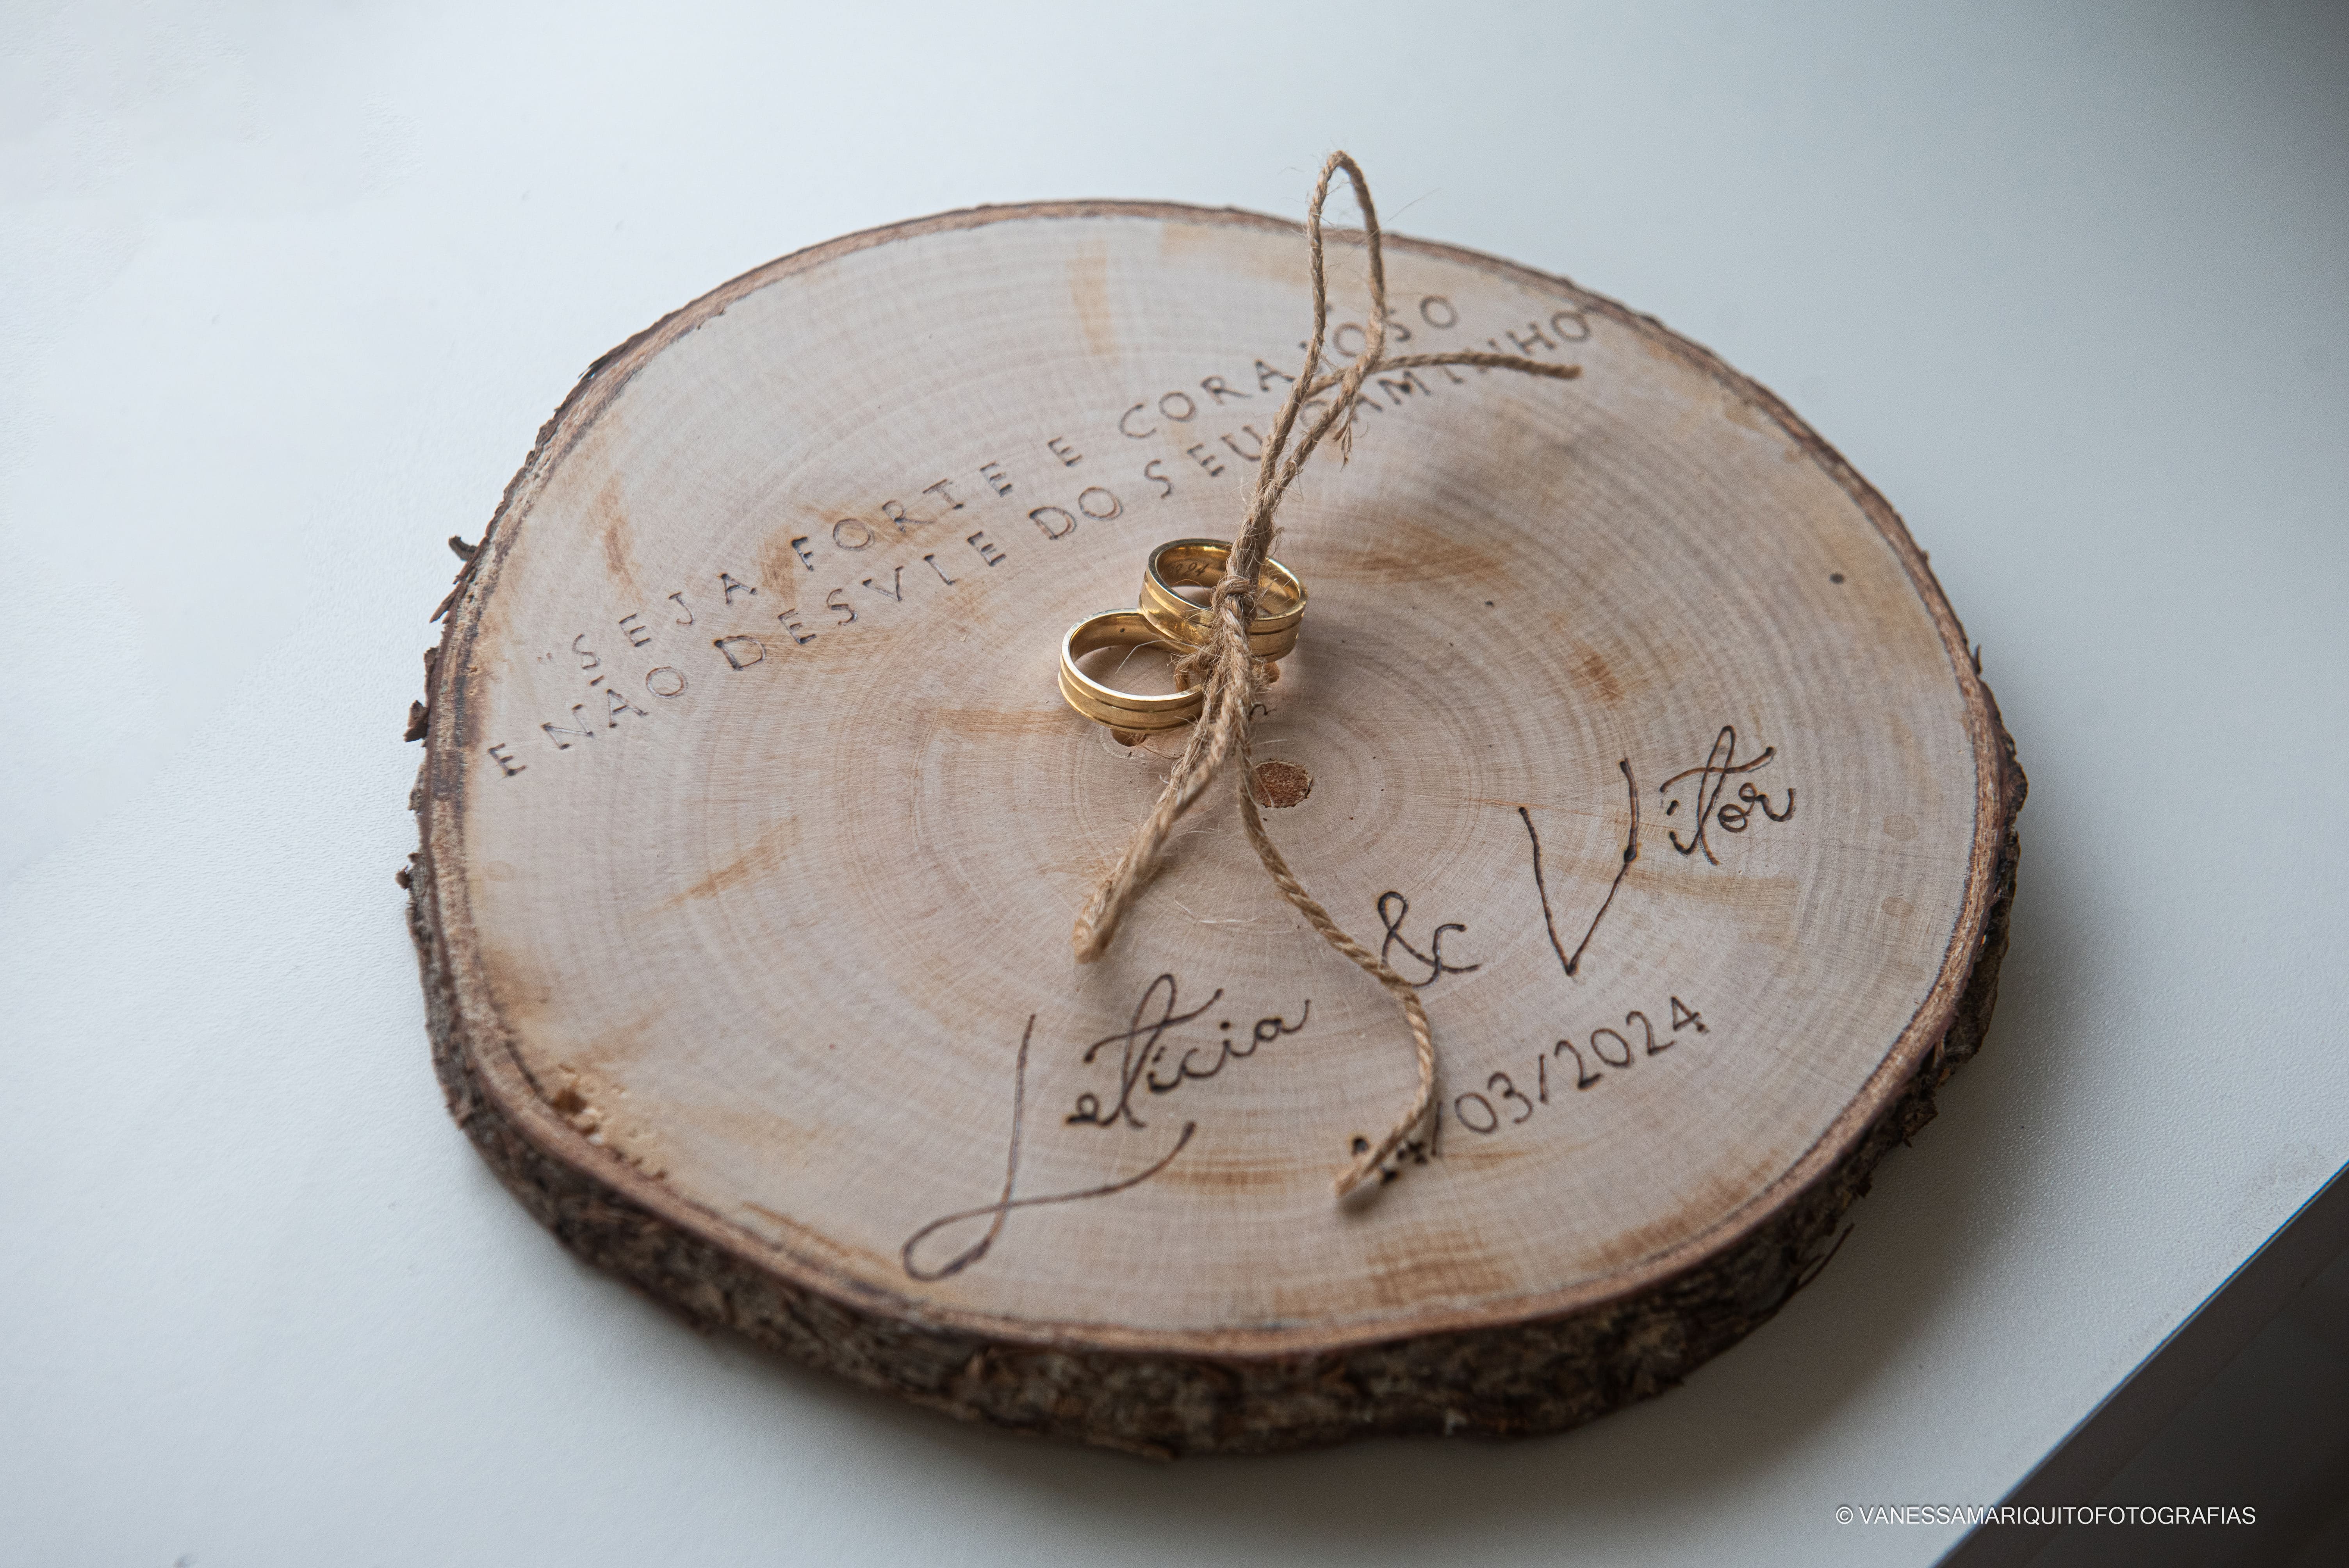 "SEJA FORTE E CORAJOSO
E NÃO DESVIE DO SEU CAMINHO"
Letícia & Vitor
/03/2024
© VANESSAMARIQUITOFOTOGRAFIAS